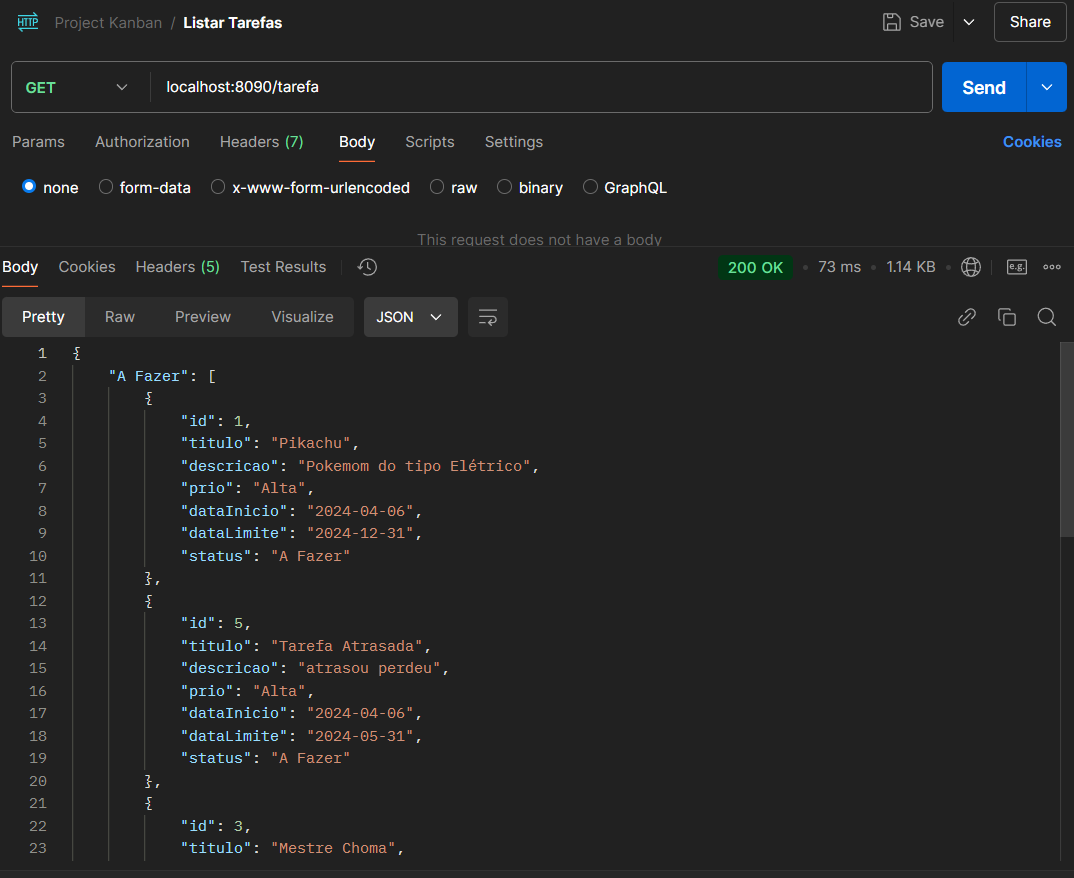 HTTP Project Kanban / Listar Tarefas Save Share
GET localhost:8090/tarefa Send
Params Authorization Headers (7) Body Scripts Settings Cookies
none form-data x-www-form-urlencoded raw binary GraphQL
This request does not have a body
Body Cookies Headers (5) Test Results 200 OK • 73 ms • 1.14 KB • e.g.
Pretty Raw Preview Visualize JSON
1 {
2 "A Fazer": [
3 {
4 "id": 1,
5 "titulo": "Pikachu",
6 "descricao": "Pokemom do tipo Elétrico",
7 "prio": "Alta",
8 "dataInicio": "2024-04-06",
9 "dataLimite": "2024-12-31",
10 "status": "A Fazer"
11 },
12 {
13 "id": 5,
14 "titulo": "Tarefa Atrasada",
15 "descricao": "atrasou perdeu",
16 "prio": "Alta",
17 "dataInicio": "2024-04-06",
18 "dataLimite": "2024-05-31",
19 "status": "A Fazer"
20 },
21 {
22 "id": 3,
23 "titulo": "Mestre Choma",